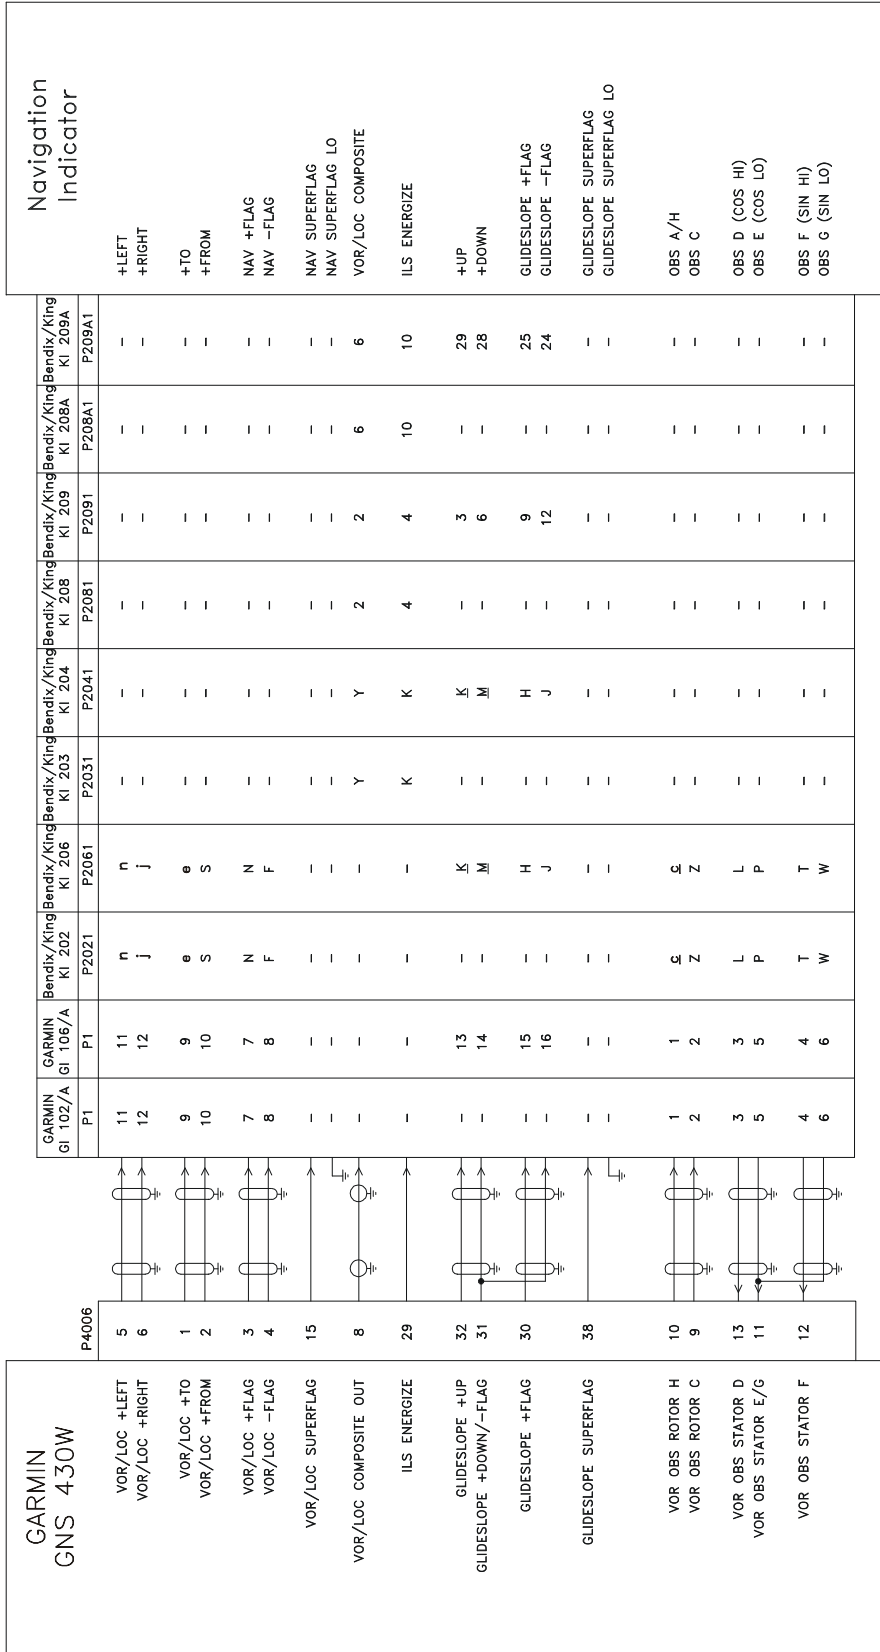 GARMIN
GNS 430W
Navigation
Indicator
GARMIN GARMIN Bendix/King Bendix/King Bendix/King Bendix/King Bendix/King Bendix/King Bendix/King Bendix/King
GI 102/A GI 106/A KI 202 KI 206 KI 203 KI 204 KI 208 KI 209 KI 208A KI 209A
P4006 P1 P1 P2021 P2061 P2031 P2041 P2081 P2091 P208A1 P209A1
VOR/LOC +LEFT 5 11 11 n n - - - - - - +LEFT
VOR/LOC +RIGHT 6 12 12 j j - - - - - - +RIGHT
VOR/LOC +TO 1 9 9 e e - - - - - - +TO
VOR/LOC +FROM 2 10 10 S S - - - - - - +FROM
VOR/LOC +FLAG 3 7 7 N N - - - - - - NAV +FLAG
VOR/LOC -FLAG 4 8 8 F F - - - - - - NAV -FLAG
VOR/LOC SUPERFLAG 15 - - - - - - - - - - NAV SUPERFLAG
- - - - - - - - - - NAV SUPERFLAG LO
VOR/LOC COMPOSITE OUT 8 - - - - Y Y 2 2 6 6 VOR/LOC COMPOSITE
ILS ENERGIZE 29 - - - - K K 4 4 10 10 ILS ENERGIZE
GLIDESLOPE +UP 32 - 13 - K - K - 3 - 29 +UP
GLIDESLOPE +DOWN/-FLAG 31 - 14 - M - M - 6 - 28 +DOWN
GLIDESLOPE +FLAG 30 - 15 - H - H - 9 - 25 GLIDESLOPE +FLAG
- 16 - J - J - 12 - 24 GLIDESLOPE -FLAG
GLIDESLOPE SUPERFLAG 38 - - - - - - - - - - GLIDESLOPE SUPERFLAG
- - - - - - - - - - GLIDESLOPE SUPERFLAG LO
VOR OBS ROTOR H 10 1 1 c c - - - - - - OBS A/H
VOR OBS ROTOR C 9 2 2 Z Z - - - - - - OBS C
VOR OBS STATOR D 13 3 3 L L - - - - - - OBS D (COS HI)
VOR OBS STATOR E/G 11 5 5 P P - - - - - - OBS E (COS LO)
VOR OBS STATOR F 12 4 4 T T - - - - - - OBS F (SIN HI)
6 6 W W - - - - - - OBS G (SIN LO)